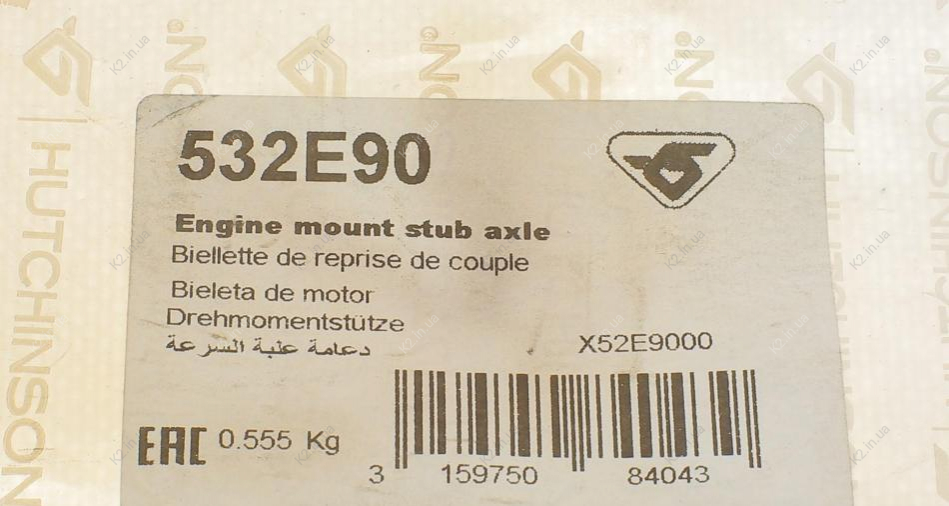 532E90
Engine mount stub axle
Biellette de reprise de couple
Bieleta de motor
Drehmomentstütze
دعامة علبة السرعة
X52E9000
EAC 0.555 Kg
3 159750 84043
HUTCHINSON
K2.in.ua